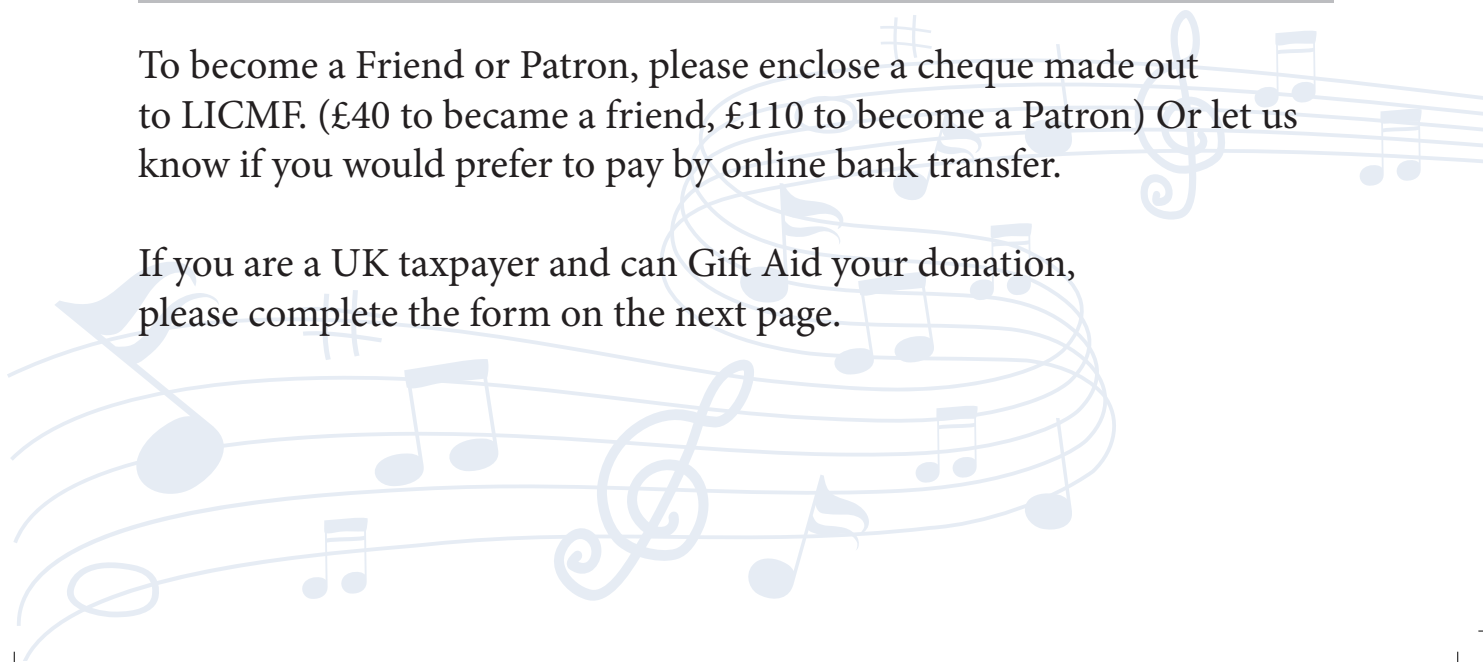 To become a Friend or Patron, please enclose a cheque made out
to LICMF. (£40 to became a friend, £110 to become a Patron) Or let us
know if you would prefer to pay by online bank transfer.
If you are a UK taxpayer and can Gift Aid your donation,
please complete the form on the next page.